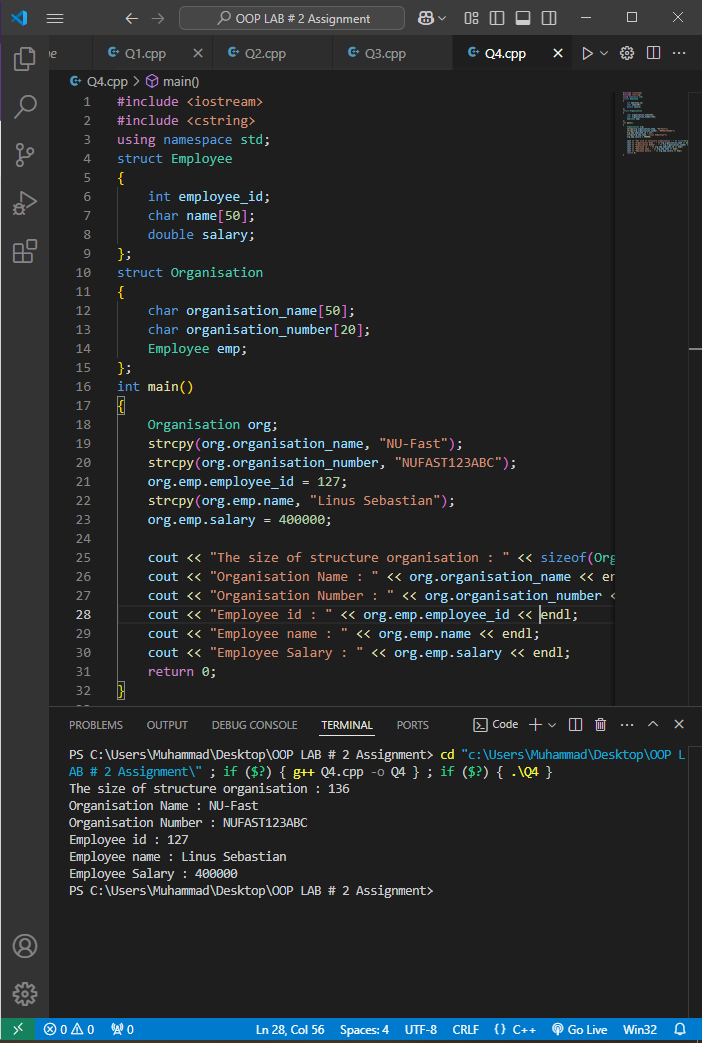 OOP LAB # 2 Assignment
ne
Q1.cpp
Q2.cpp
Q3.cpp
Q4.cpp
Q4.cpp > main()
1 #include <iostream>
2 #include <cstring>
3 using namespace std;
4 struct Employee
5 {
6 int employee_id;
7 char name[50];
8 double salary;
9 };
10 struct Organisation
11 {
12 char organisation_name[50];
13 char organisation_number[20];
14 Employee emp;
15 };
16 int main()
17 {
18 Organisation org;
19 strcpy(org.organisation_name, "NU-Fast");
20 strcpy(org.organisation_number, "NUFAST123ABC");
21 org.emp.employee_id = 127;
22 strcpy(org.emp.name, "Linus Sebastian");
23 org.emp.salary = 400000;
24
25 cout << "The size of structure organisation : " << sizeof(Org
26 cout << "Organisation Name : " << org.organisation_name << en
27 cout << "Organisation Number : " << org.organisation_number <
28 cout << "Employee id : " << org.emp.employee_id << endl;
29 cout << "Employee name : " << org.emp.name << endl;
30 cout << "Employee Salary : " << org.emp.salary << endl;
31 return 0;
32 }
PROBLEMS OUTPUT DEBUG CONSOLE TERMINAL PORTS Code
PS C:\Users\Muhammad\Desktop\OOP LAB # 2 Assignment> cd "c:\Users\Muhammad\Desktop\OOP L
AB # 2 Assignment\" ; if ($?) { g++ Q4.cpp -o Q4 } ; if ($?) { .\Q4 }
The size of structure organisation : 136
Organisation Name : NU-Fast
Organisation Number : NUFAST123ABC
Employee id : 127
Employee name : Linus Sebastian
Employee Salary : 400000
PS C:\Users\Muhammad\Desktop\OOP LAB # 2 Assignment>
0 0 0 Ln 28, Col 56 Spaces: 4 UTF-8 CRLF {} C++ Go Live Win32